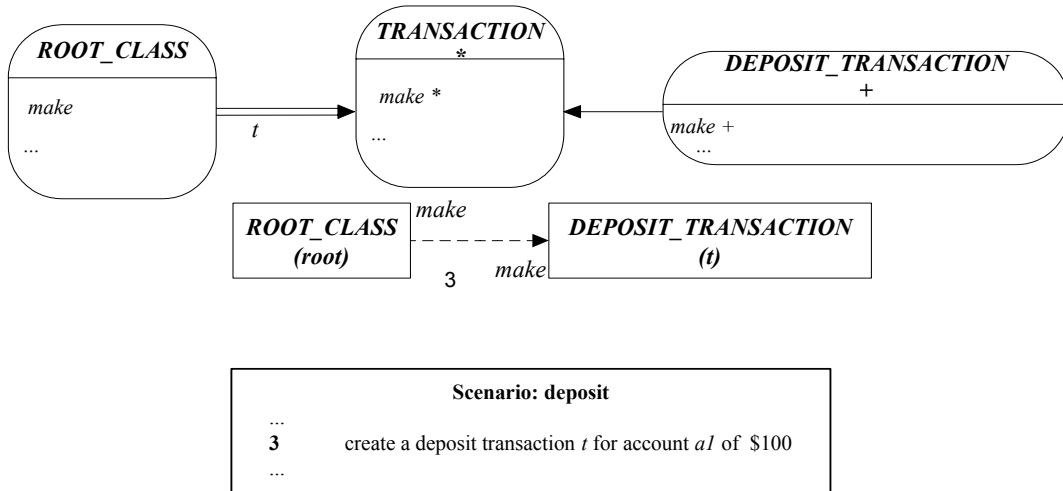 ROOT_CLASS
make
...
t
TRANSACTION
*
make *
...
DEPOSIT_TRANSACTION
+
make +
...
ROOT_CLASS
(root)
make
3
make
DEPOSIT_TRANSACTION
(t)
Scenario: deposit
...
3 create a deposit transaction t for account a1 of $100
...